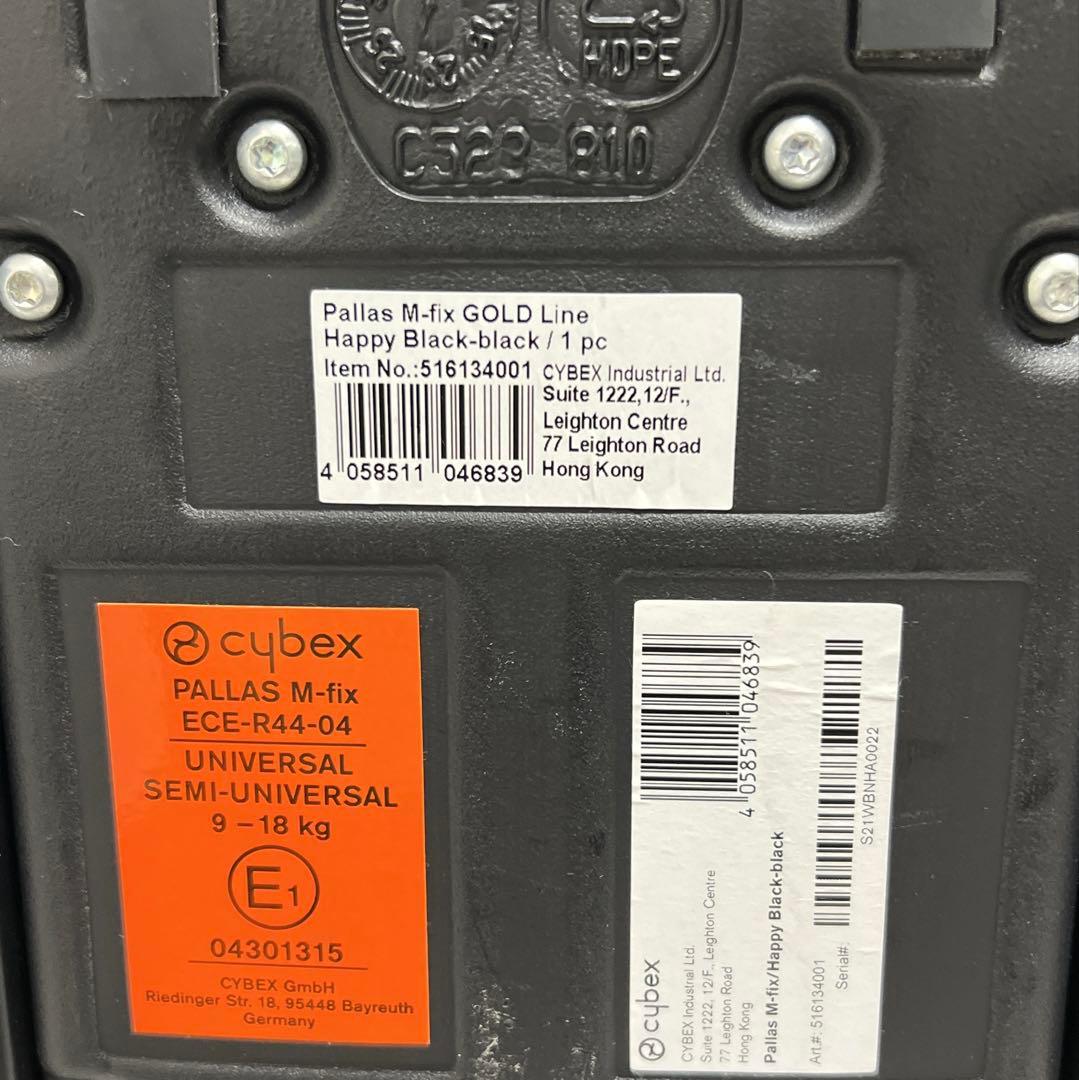 HDPE
C523 810
Pallas M-fix GOLD Line
Happy Black-black / 1 pc
Item No.:516134001
CYBEX Industrial Ltd.
Suite 1222,12/F.,
Leighton Centre
77 Leighton Road
Hong Kong
4 058511 046839
cybex
PALLAS M-fix
ECE-R44-04
UNIVERSAL
SEMI-UNIVERSAL
9 – 18 kg
E1
04301315
CYBEX GmbH
Riedinger Str. 18, 95448 Bayreuth
Germany
4 058511 046839
cybex
CYBEX Industrial Ltd.
Suite 1222, 12/F., Leighton Centre
77 Leighton Road
Hong Kong
Pallas M-fix/Happy Black-black
Art.#: 516134001
Serial#:
S21WBNHA0022